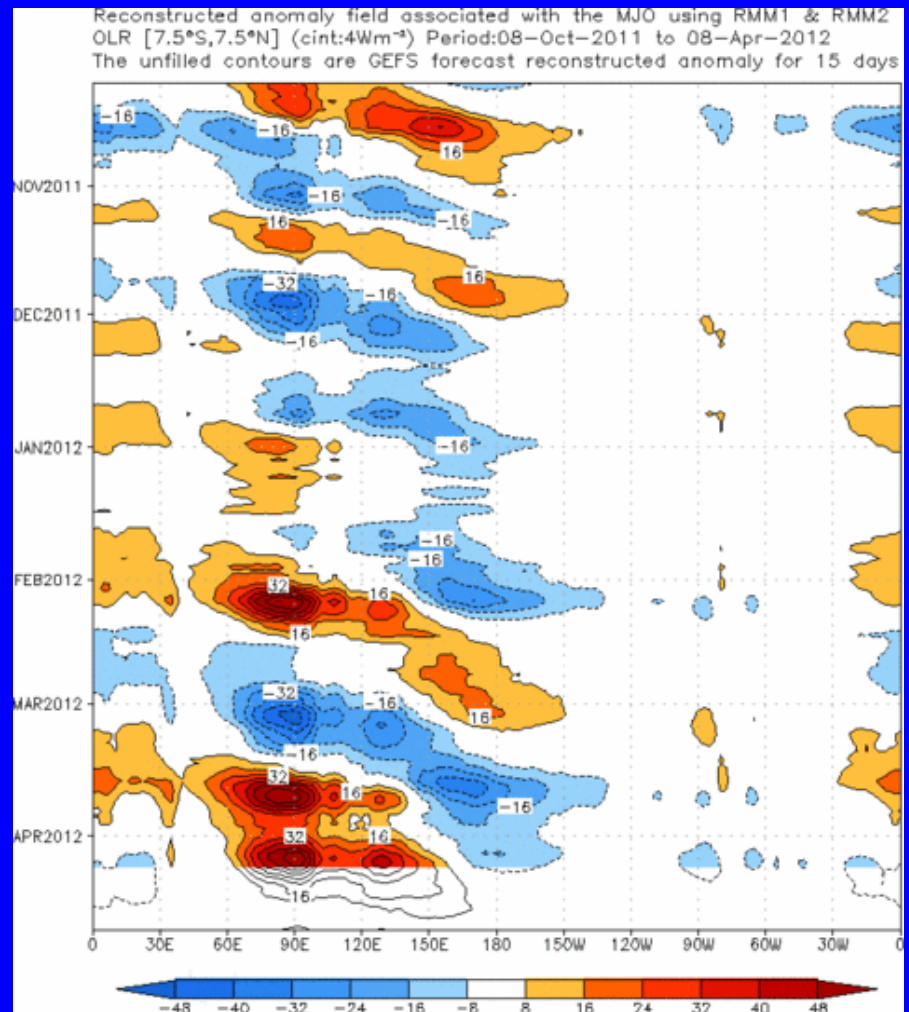 Reconstructed anomaly field associated with the MJO using RMM1 & RMM2
OLR [7.5°S,7.5°N] (cint:4Wm⁻²) Period:08-Oct-2011 to 08-Apr-2012
The unfilled contours are GEFS forecast reconstructed anomaly for 15 days
-16
-16
16
NOV2011
-16
-16
16
16
-32
-16
DEC2011
-16
JAN2012
-16
-16
-16
FEB2012
32
16
16
-32
-16
MAR2012
16
-16
32
16
-16
APR2012
32
16
16
0 30E 60E 90E 120E 150E 180 150W 120W 90W 60W 30W 0
-48 -40 -32 -24 -16 -8 8 16 24 32 40 48